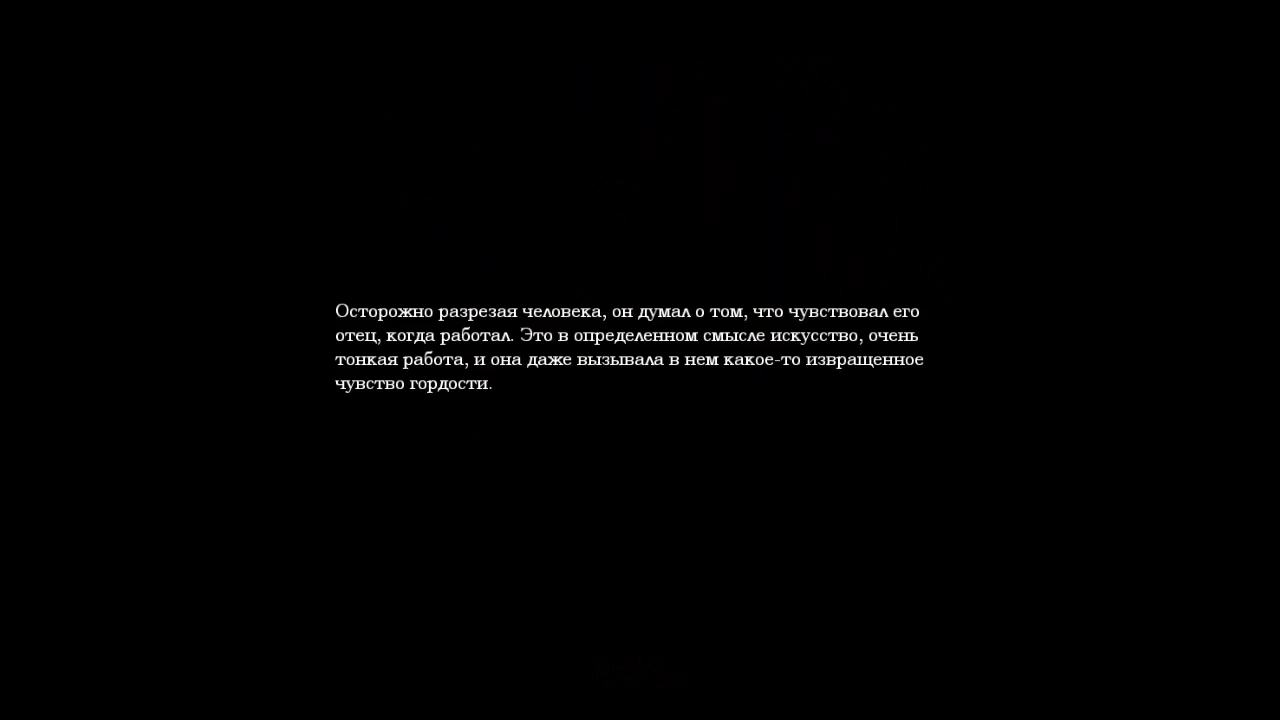 Осторожно разрезая человека, он думал о том, что чувствовал его
отец, когда работал. Это в определенном смысле искусство, очень
тонкая работа, и она даже вызывала в нем какое-то извращенное
чувство гордости.